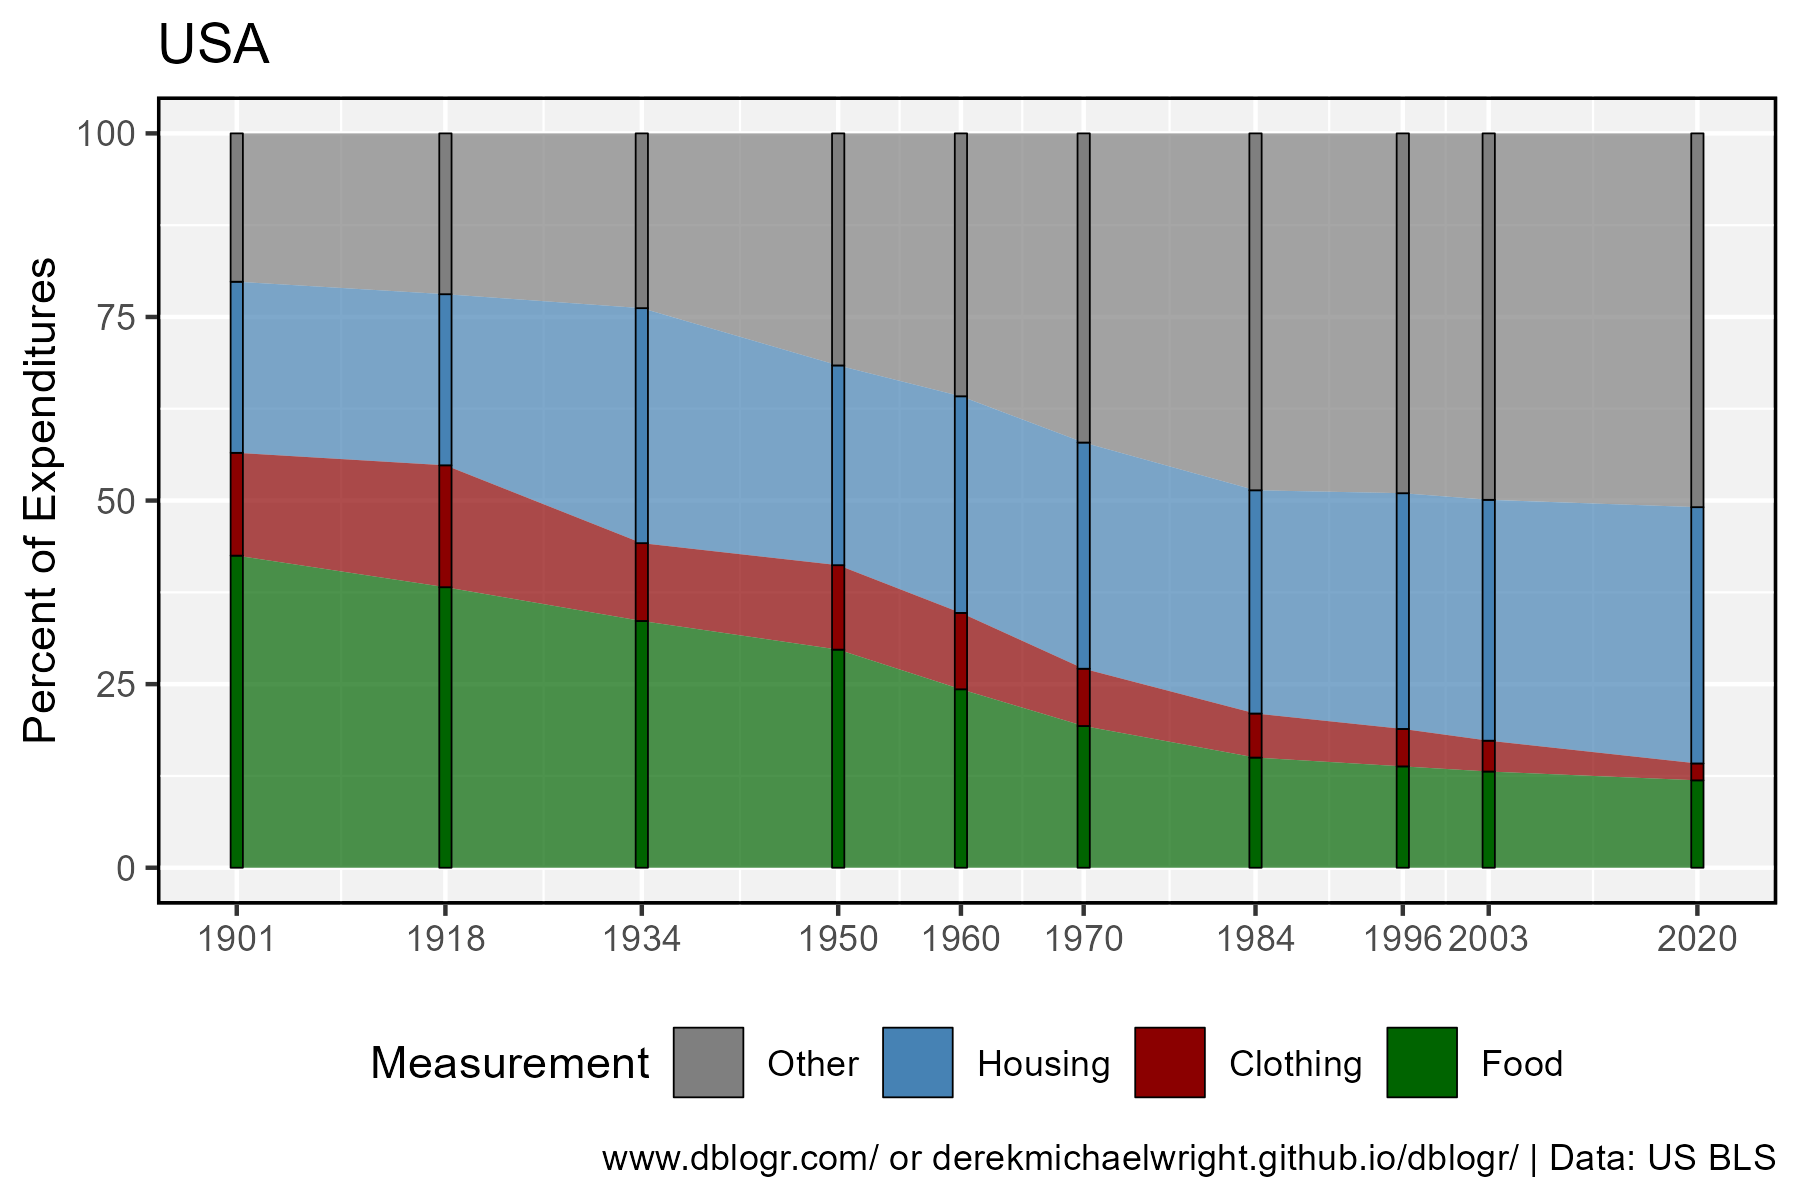 USA
Percent of Expenditures
100
75
50
25
0
1901 1918 1934 1950 1960 1970 1984 1996 2003 2020
Measurement Other Housing Clothing Food
www.dblogr.com/ or derekmichaelwright.github.io/dblogr/ | Data: US BLS